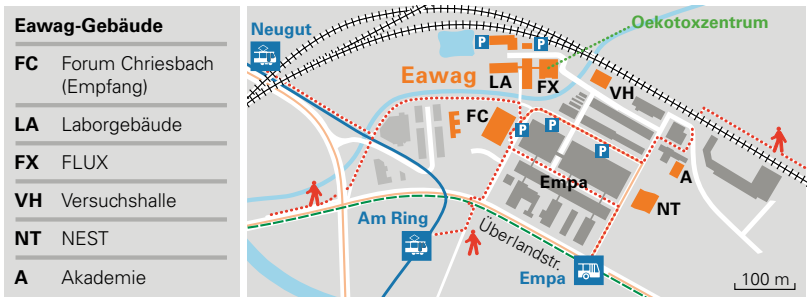 Eawag-Gebäude
FC Forum Chriesbach
(Empfang)
LA Laborgebäude
FX FLUX
VH Versuchshalle
NT NEST
A Akademie
Neugut
Oekotoxzentrum
P
P
Eawag
LA
FX
VH
FC
P
P
P
Empa
A
NT
Am Ring
Überlandstr.
Empa
100 m